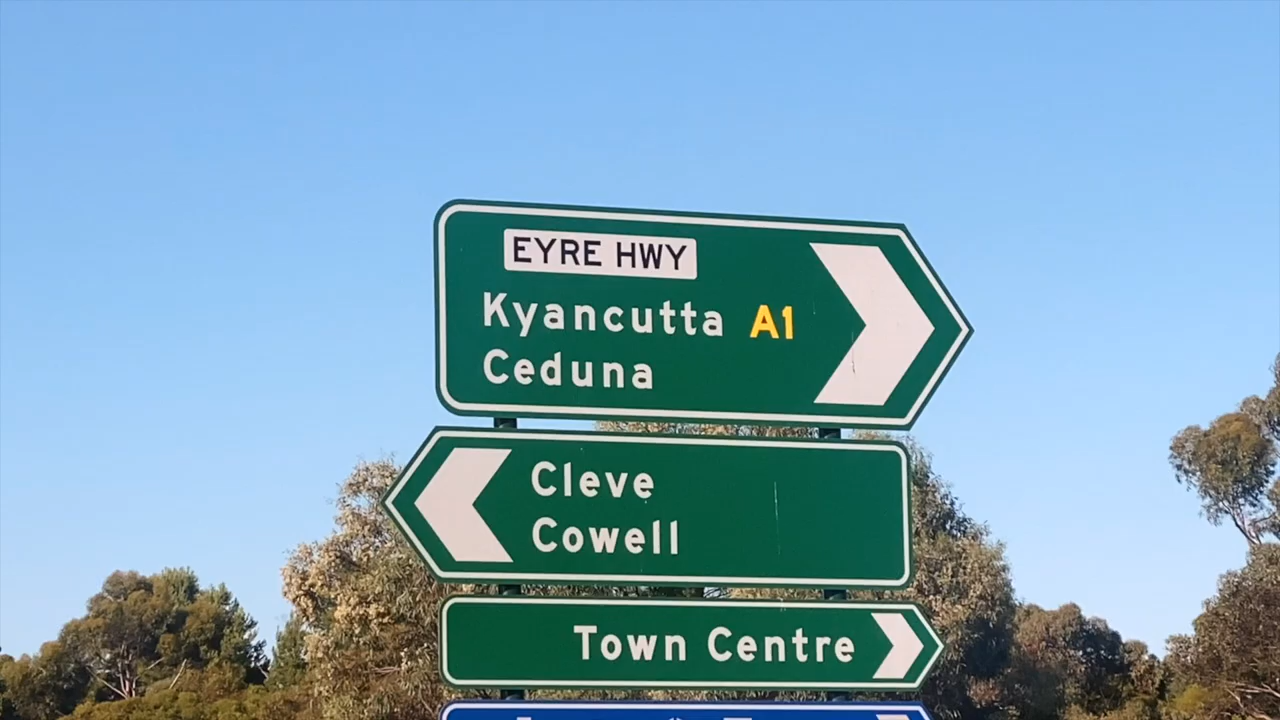 EYRE HWY
Kyancutta A1
Ceduna
Cleve
Cowell
Town Centre